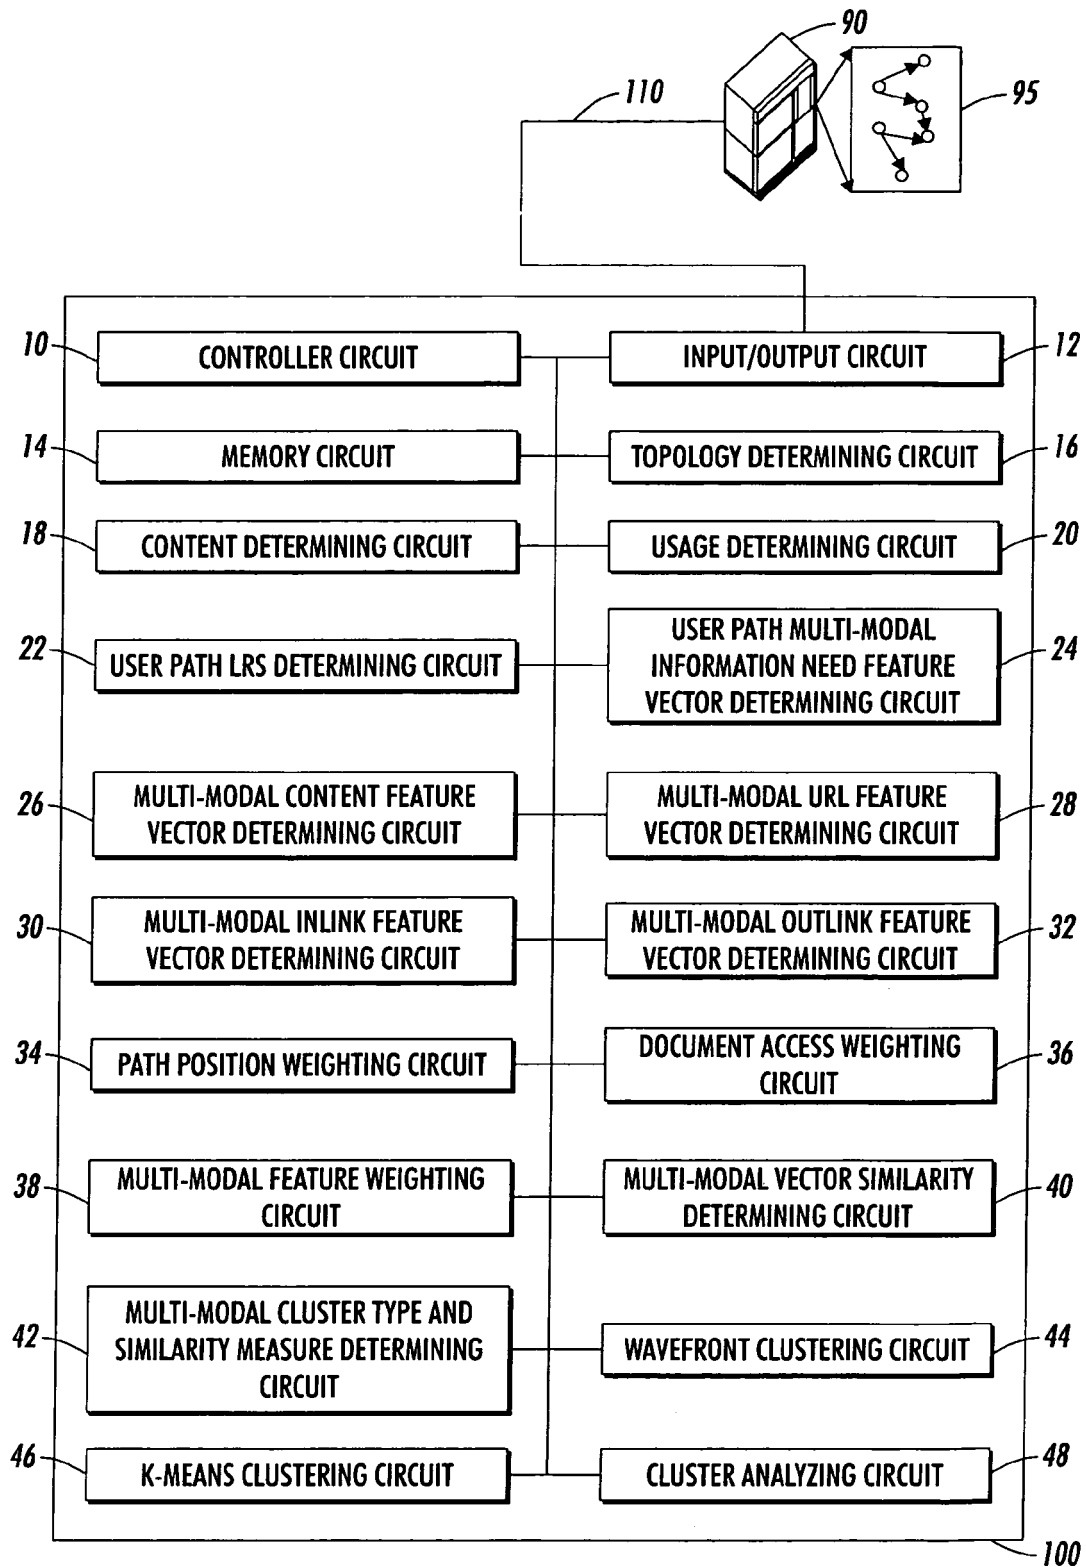 90
110
95
10
CONTROLLER CIRCUIT
INPUT/OUTPUT CIRCUIT
12
14
MEMORY CIRCUIT
TOPOLOGY DETERMINING CIRCUIT
16
18
CONTENT DETERMINING CIRCUIT
USAGE DETERMINING CIRCUIT
20
22
USER PATH LRS DETERMINING CIRCUIT
USER PATH MULTI-MODAL
INFORMATION NEED FEATURE
VECTOR DETERMINING CIRCUIT
24
26
MULTI-MODAL CONTENT FEATURE
VECTOR DETERMINING CIRCUIT
MULTI-MODAL URL FEATURE
VECTOR DETERMINING CIRCUIT
28
30
MULTI-MODAL INLINK FEATURE
VECTOR DETERMINING CIRCUIT
MULTI-MODAL OUTLINK FEATURE
VECTOR DETERMINING CIRCUIT
32
34
PATH POSITION WEIGHTING CIRCUIT
DOCUMENT ACCESS WEIGHTING
CIRCUIT
36
38
MULTI-MODAL FEATURE WEIGHTING
CIRCUIT
MULTI-MODAL VECTOR SIMILARITY
DETERMINING CIRCUIT
40
42
MULTI-MODAL CLUSTER TYPE AND
SIMILARITY MEASURE DETERMINING
CIRCUIT
WAVEFRONT CLUSTERING CIRCUIT
44
46
K-MEANS CLUSTERING CIRCUIT
CLUSTER ANALYZING CIRCUIT
48
100